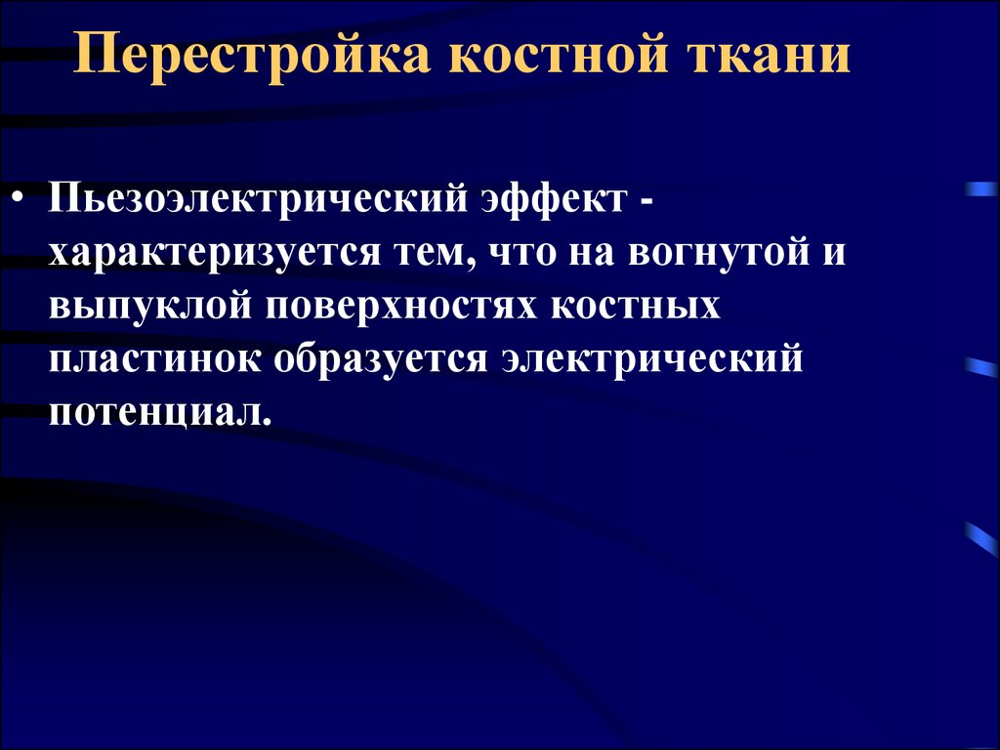 Перестройка костной ткани
• Пьезоэлектрический эффект -
характеризуется тем, что на вогнутой и
выпуклой поверхностях костных
пластинок образуется электрический
потенциал.